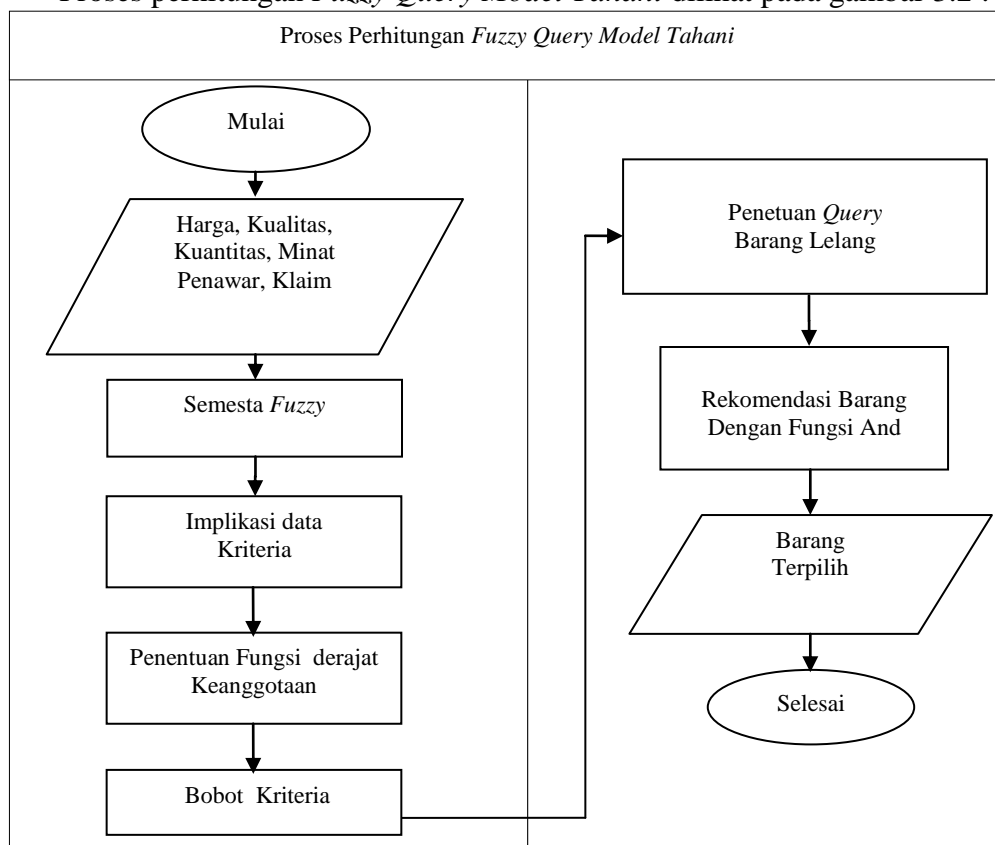 Proses perhitungan Fuzzy Query Model Tahani dilihat pada gambar 3.2 :
Proses Perhitungan Fuzzy Query Model Tahani
Mulai
Harga, Kualitas,
Kuantitas, Minat
Penawar, Klaim
Semesta Fuzzy
Implikasi data
Kriteria
Penentuan Fungsi derajat
Keanggotaan
Bobot Kriteria
Penetuan Query
Barang Lelang
Rekomendasi Barang
Dengan Fungsi And
Barang
Terpilih
Selesai